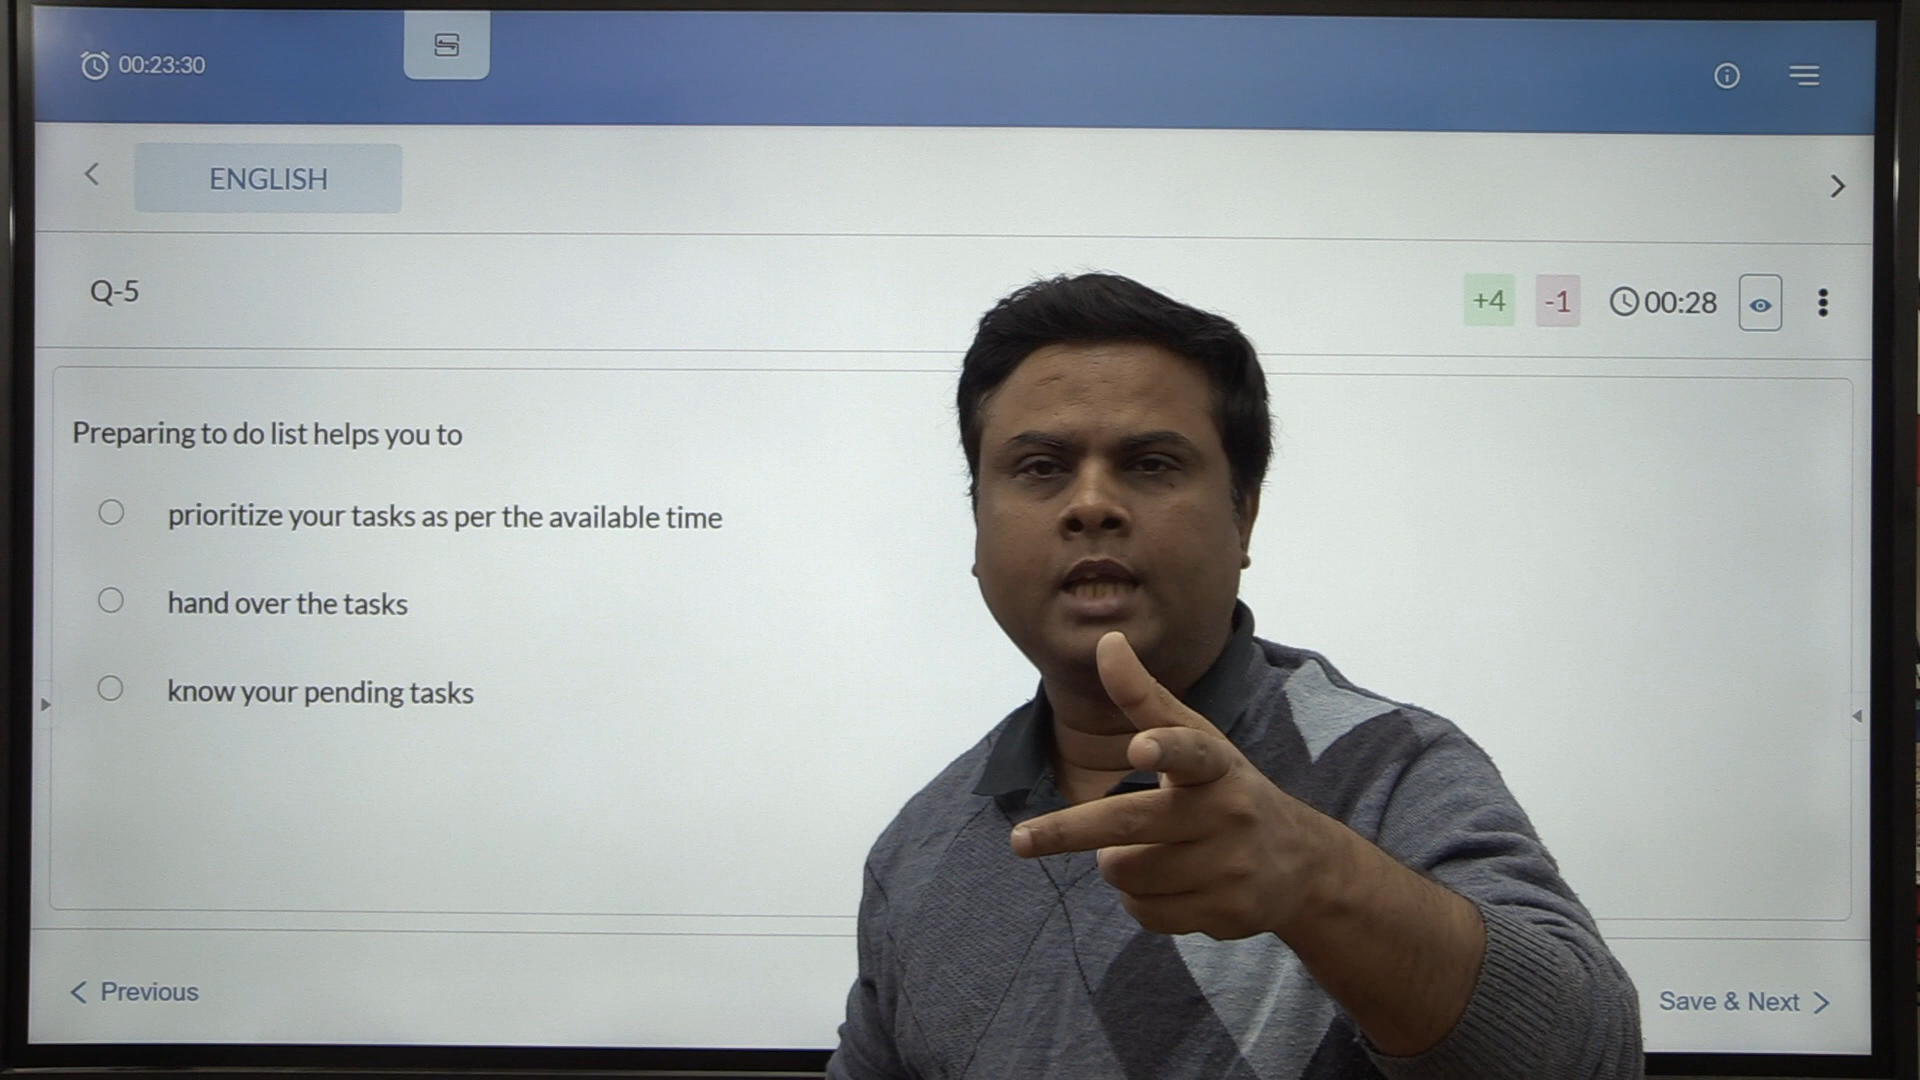 00:23:30
ENGLISH
Q-5
+4 -1 00:28
Preparing to do list helps you to
prioritize your tasks as per the available time
hand over the tasks
know your pending tasks
Previous
Save & Next